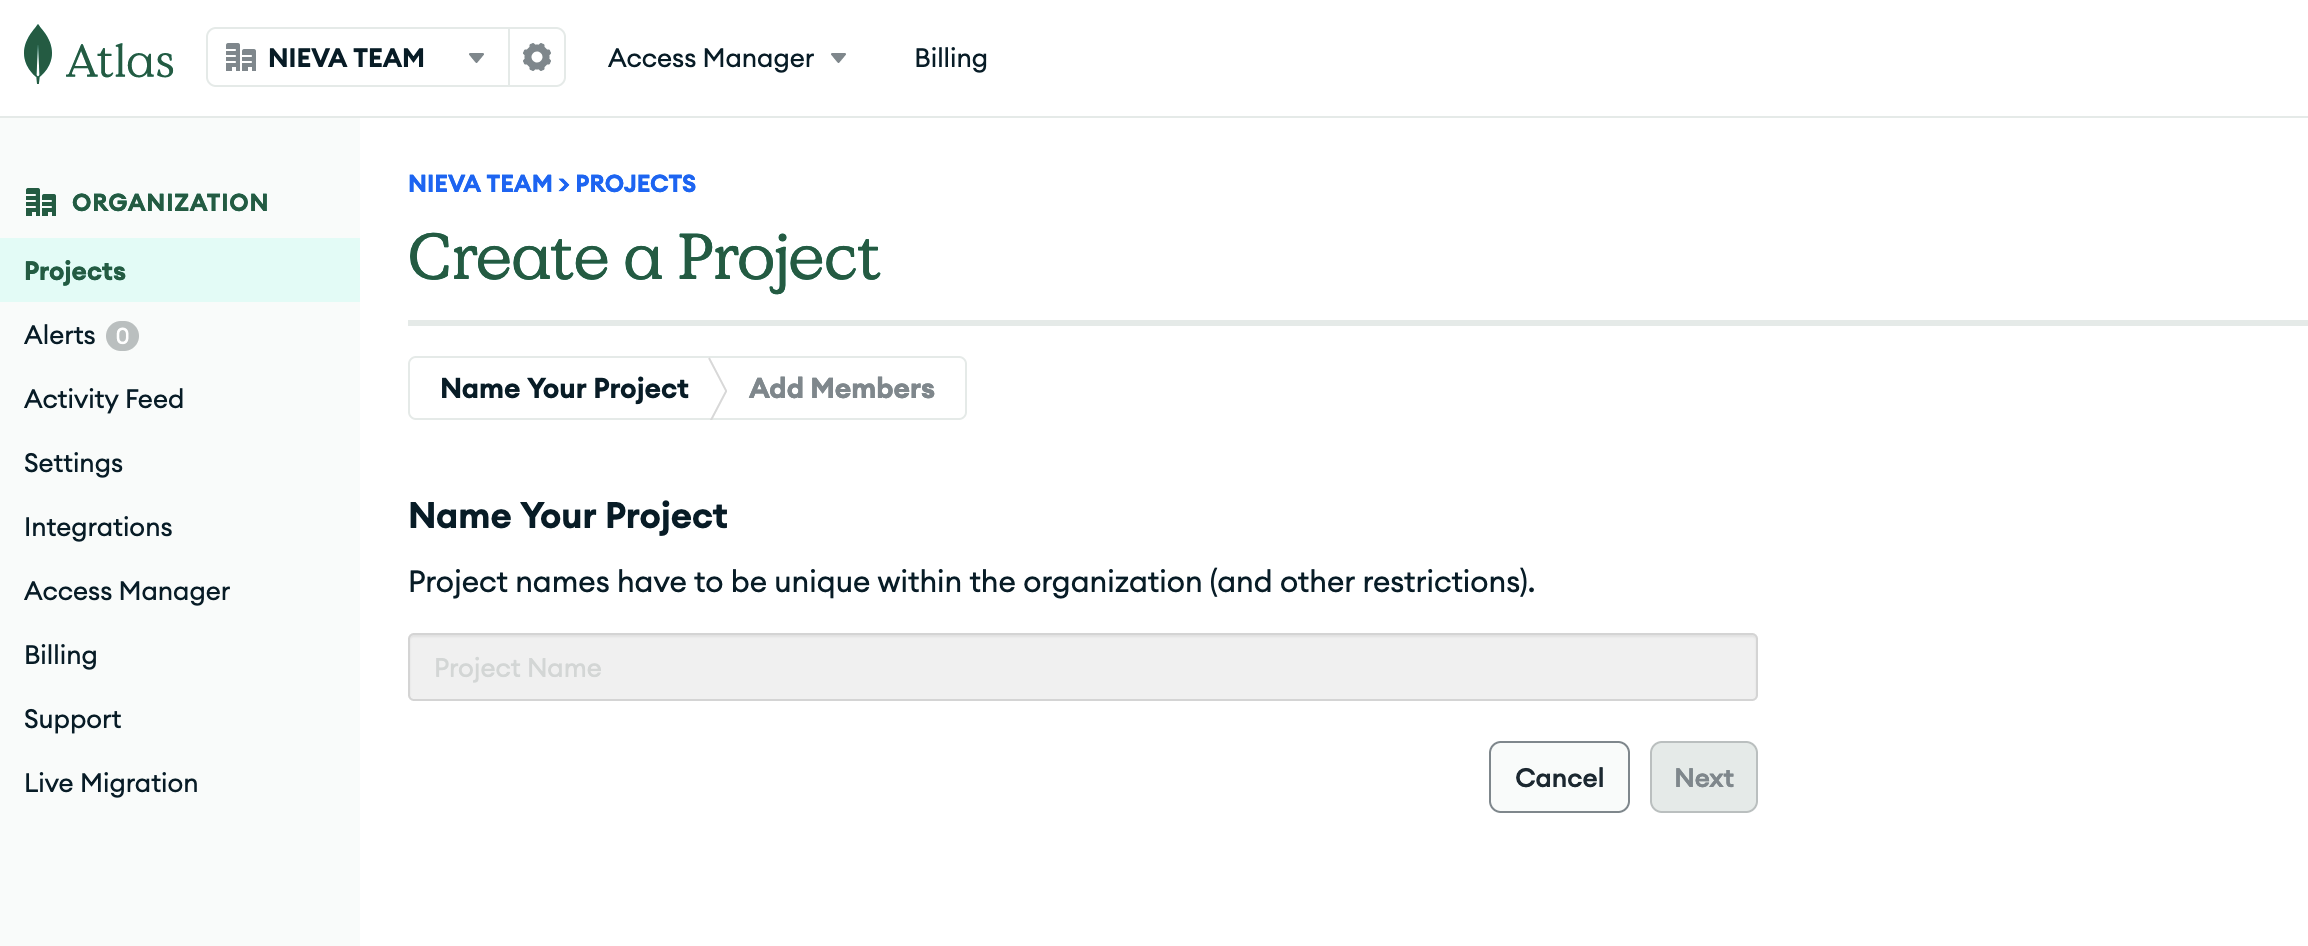 Atlas
NIEVA TEAM
Access Manager
Billing
ORGANIZATION
Projects
Alerts 0
Activity Feed
Settings
Integrations
Access Manager
Billing
Support
Live Migration
NIEVA TEAM > PROJECTS
Create a Project
Name Your Project
Add Members
Name Your Project
Project names have to be unique within the organization (and other restrictions).
Project Name
Cancel
Next